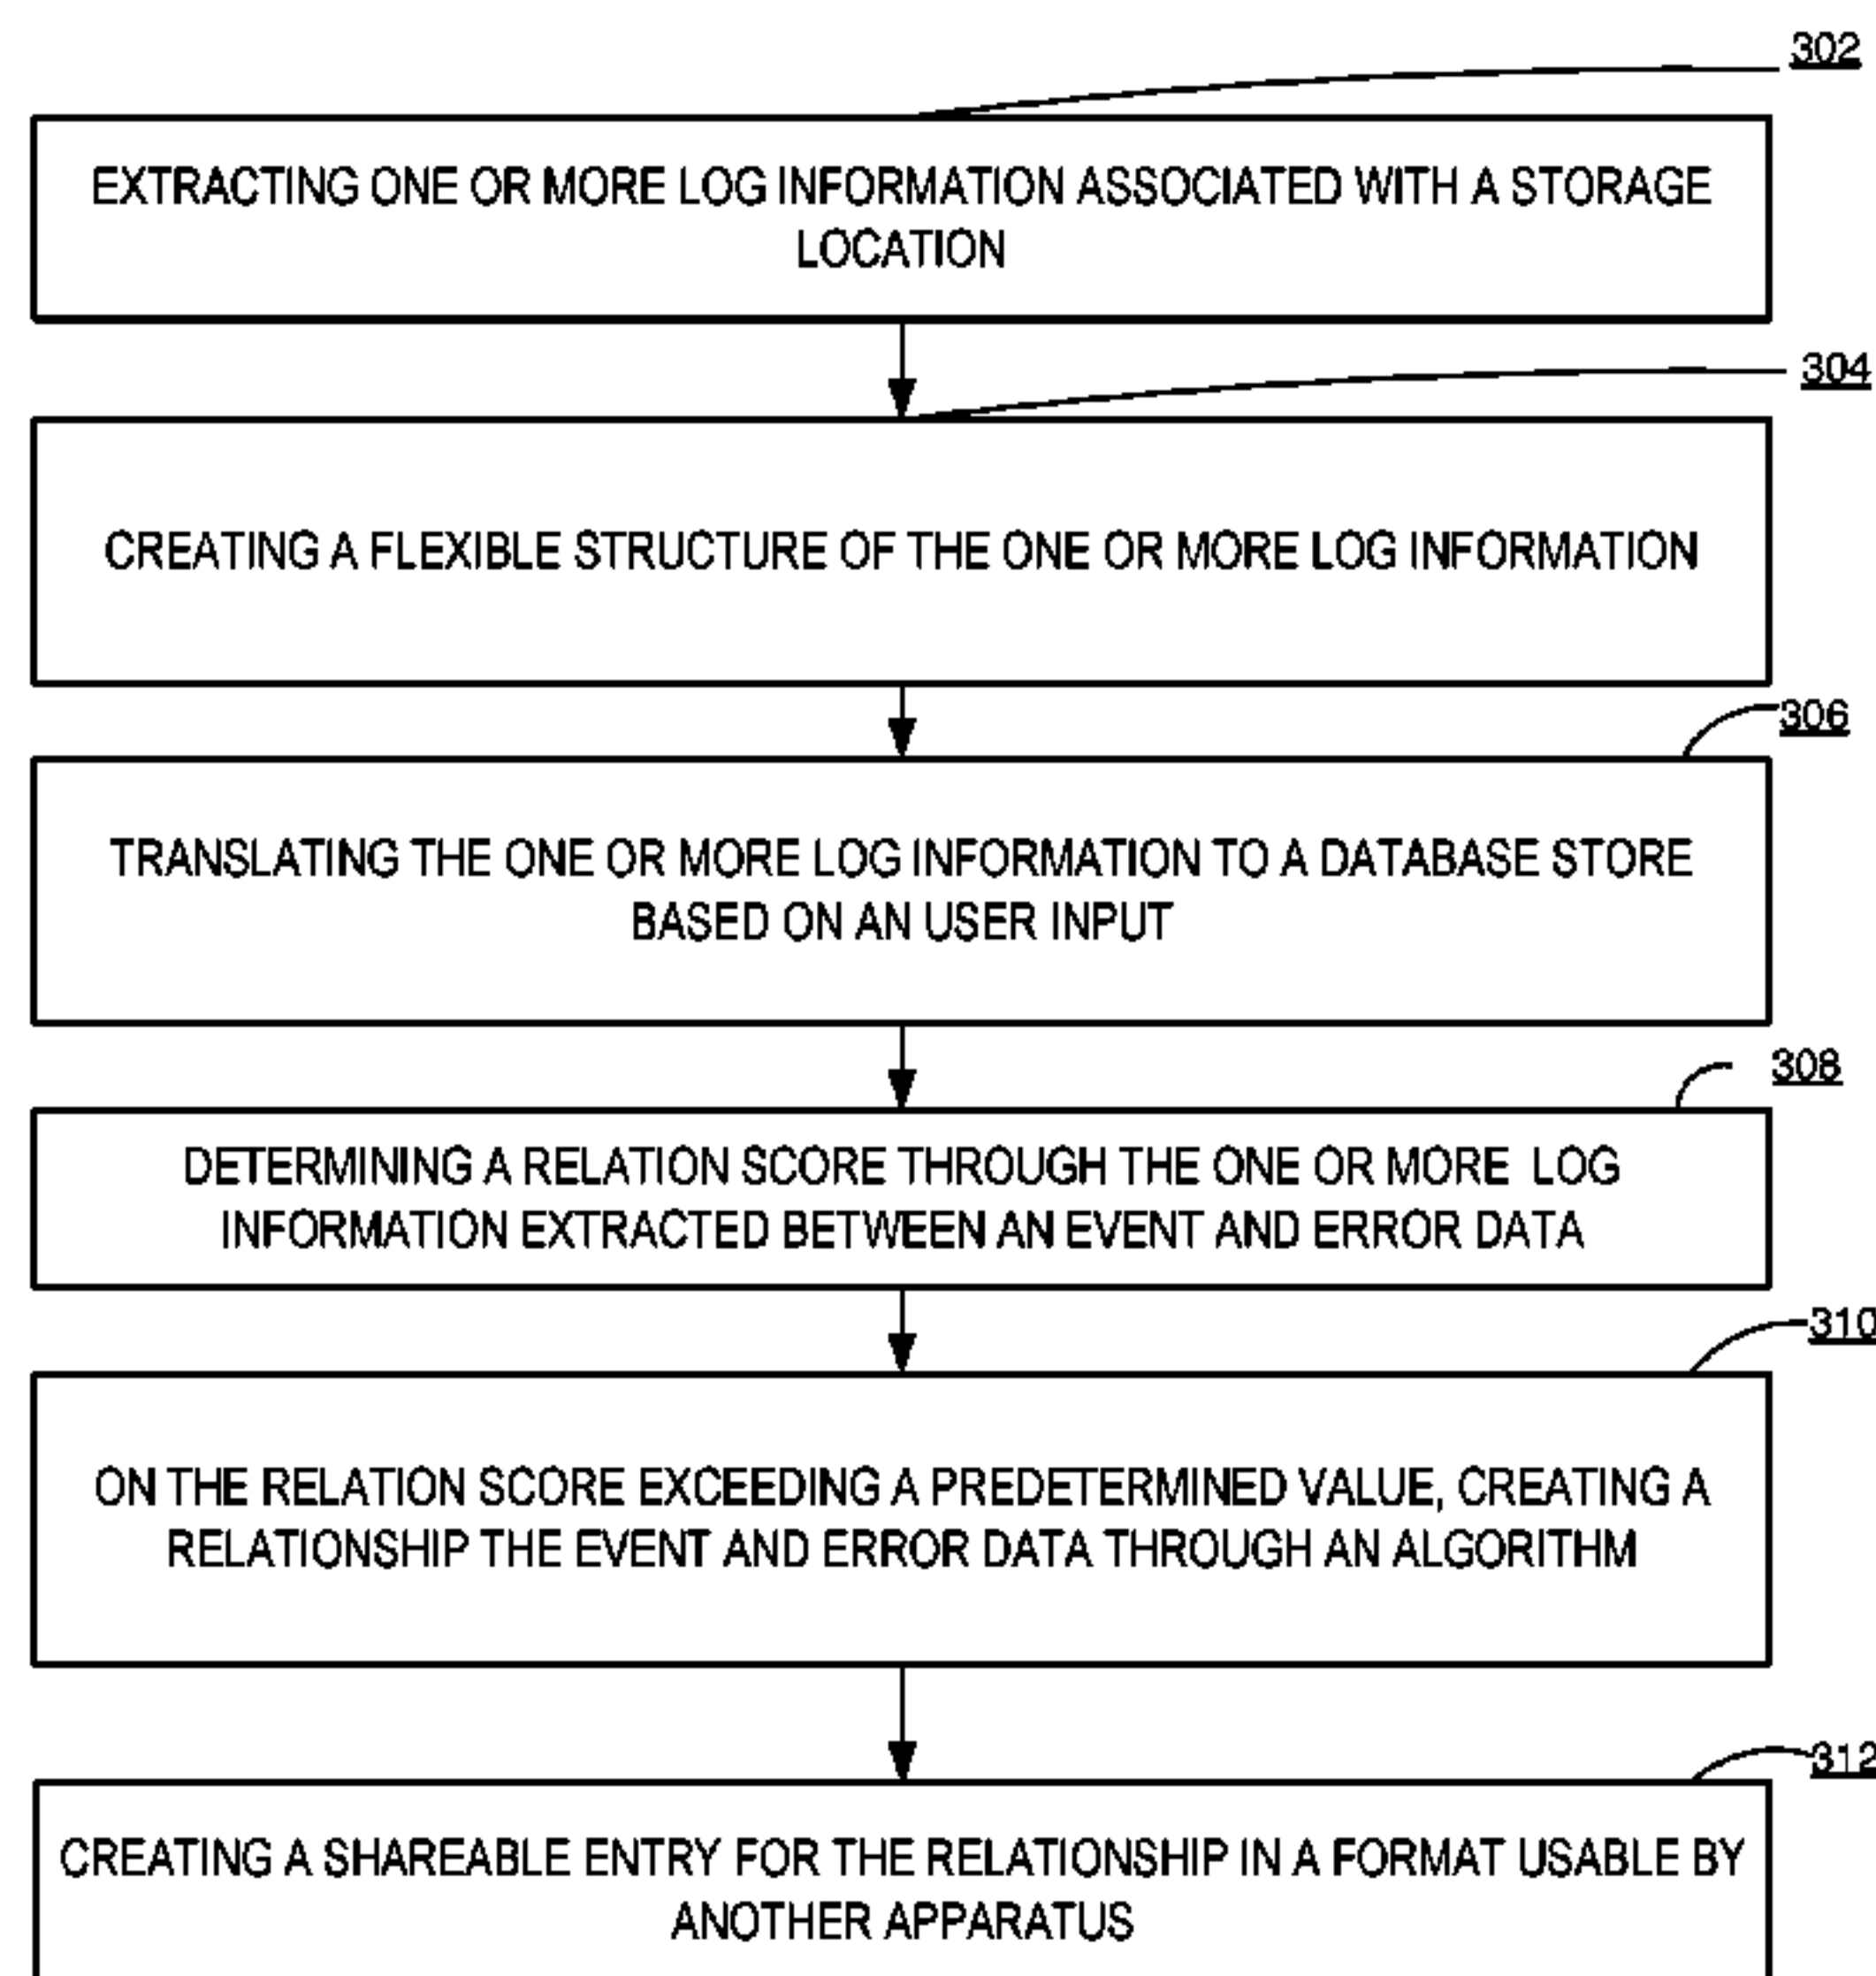 302
EXTRACTING ONE OR MORE LOG INFORMATION ASSOCIATED WITH A STORAGE
LOCATION
304
CREATING A FLEXIBLE STRUCTURE OF THE ONE OR MORE LOG INFORMATION
306
TRANSLATING THE ONE OR MORE LOG INFORMATION TO A DATABASE STORE
BASED ON AN USER INPUT
308
DETERMINING A RELATION SCORE THROUGH THE ONE OR MORE LOG
INFORMATION EXTRACTED BETWEEN AN EVENT AND ERROR DATA
310
ON THE RELATION SCORE EXCEEDING A PREDETERMINED VALUE, CREATING A
RELATIONSHIP THE EVENT AND ERROR DATA THROUGH AN ALGORITHM
312
CREATING A SHAREABLE ENTRY FOR THE RELATIONSHIP IN A FORMAT USABLE BY
ANOTHER APPARATUS